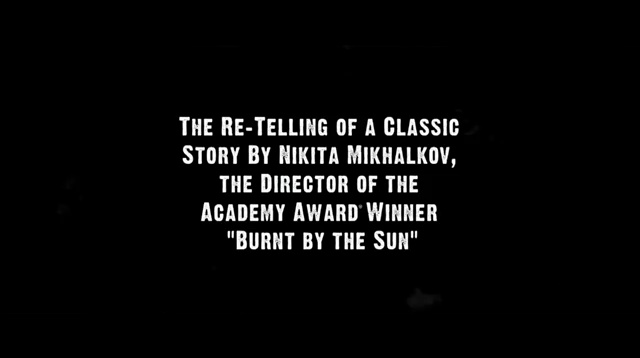 The Re-Telling of a Classic
Story By Nikita Mikhalkov,
the Director of the
Academy Award® Winner
"Burnt by the Sun"